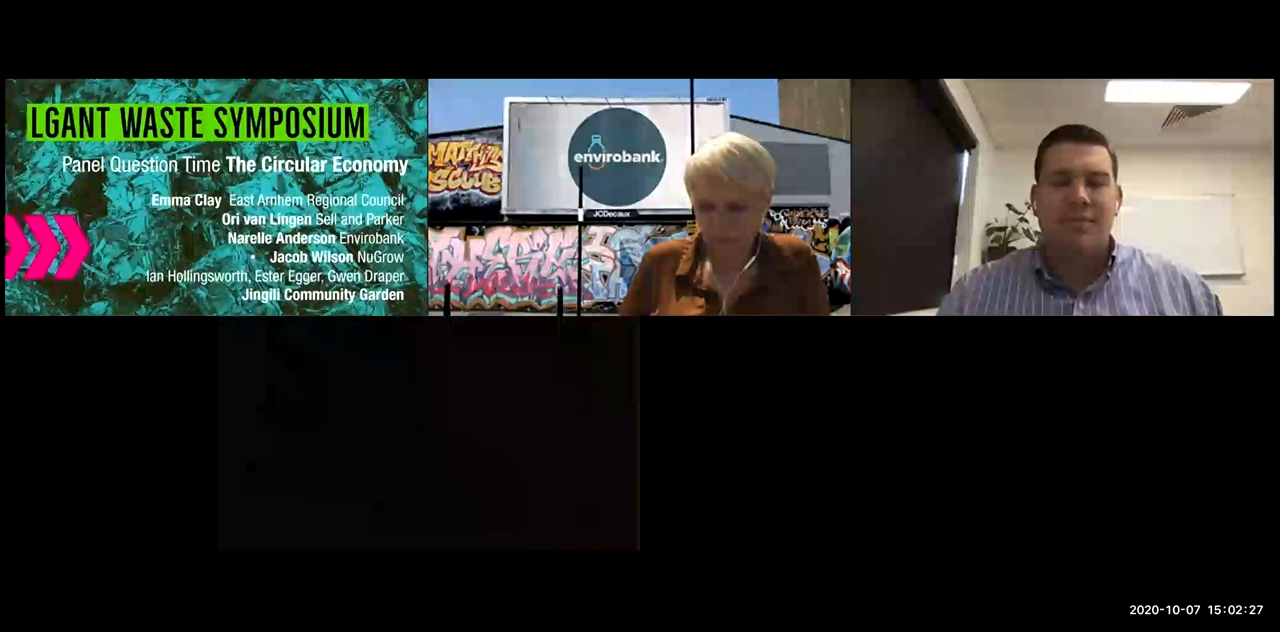 LGANT WASTE SYMPOSIUM
Panel Question Time The Circular Economy
Emma Clay East Arnhem Regional Council
Ori van Lingen Sell and Parker
Narelle Anderson Envirobank
• Jacob Wilson NuGrow
Ian Hollingsworth, Ester Egger, Gwen Draper
Jingili Community Garden
envirobank
JCDecaux
2020-10-07 15:02:27